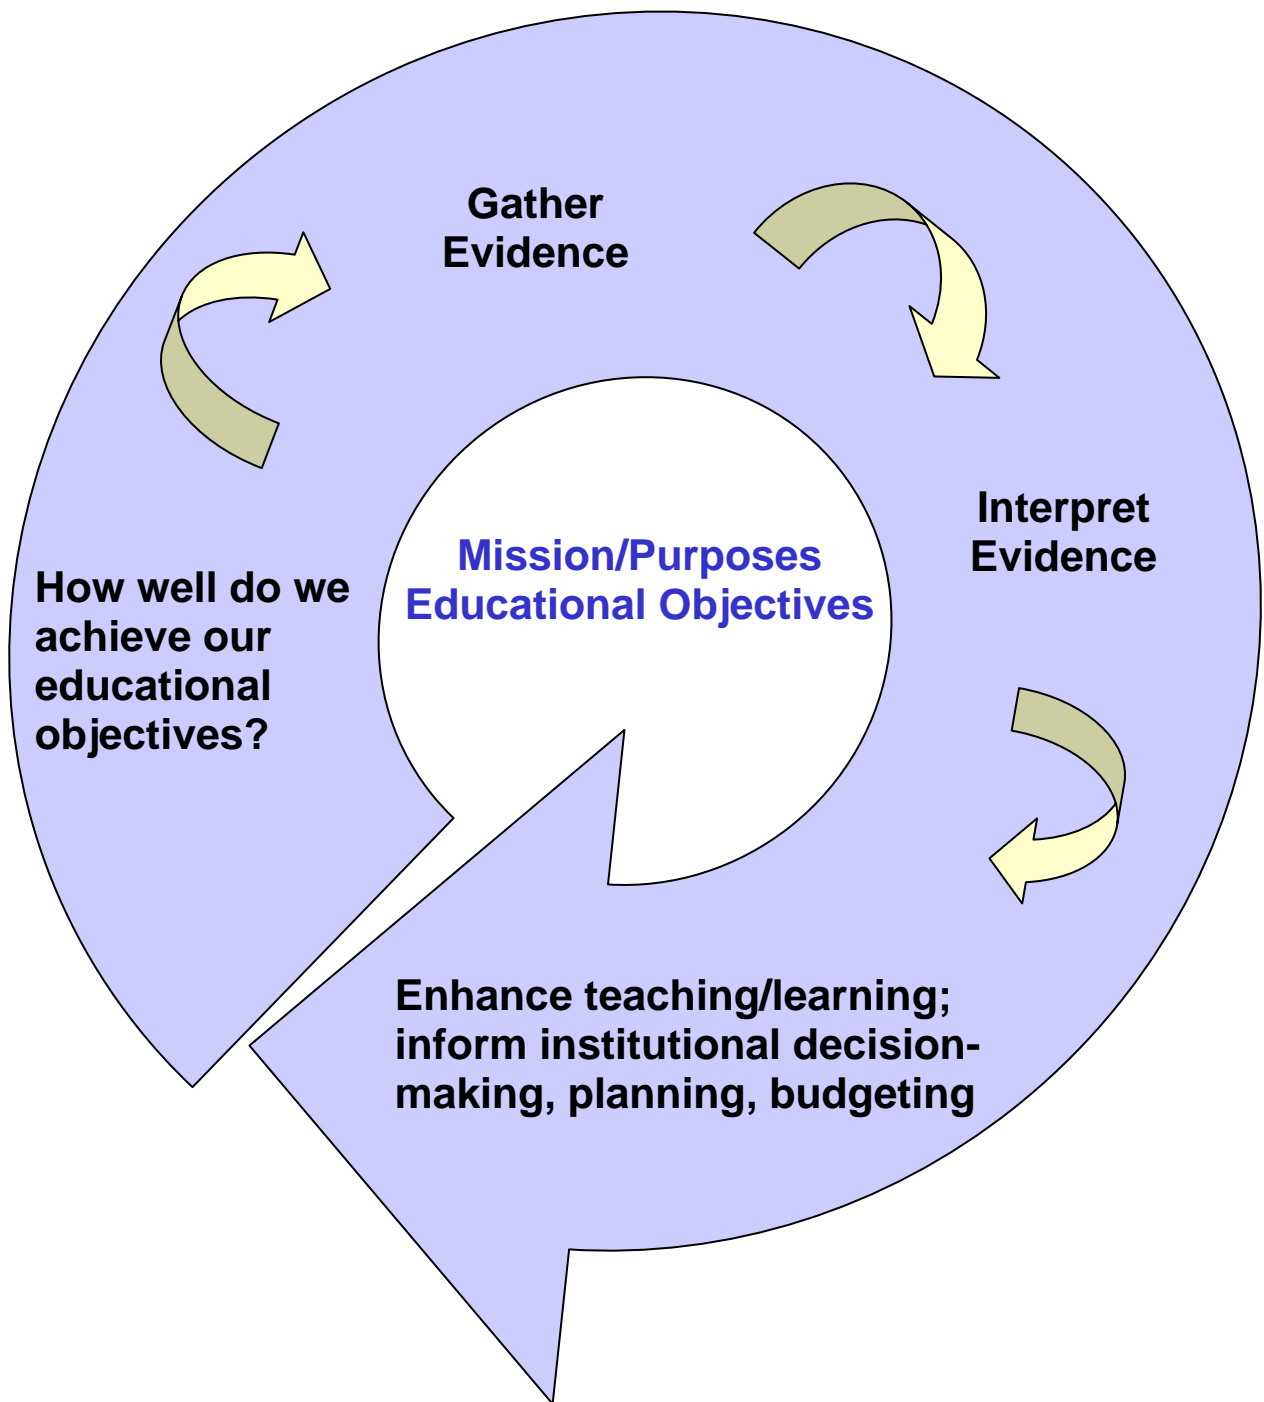 Gather
Evidence
Interpret
Evidence
Mission/Purposes
Educational Objectives
How well do we
achieve our
educational
objectives?
Enhance teaching/learning;
inform institutional decision-
making, planning, budgeting